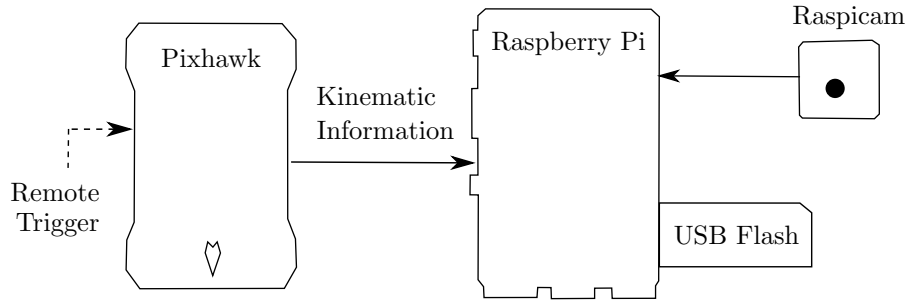 Raspicam
Pixhawk
Raspberry Pi
Kinematic
Information
Remote
Trigger
USB Flash